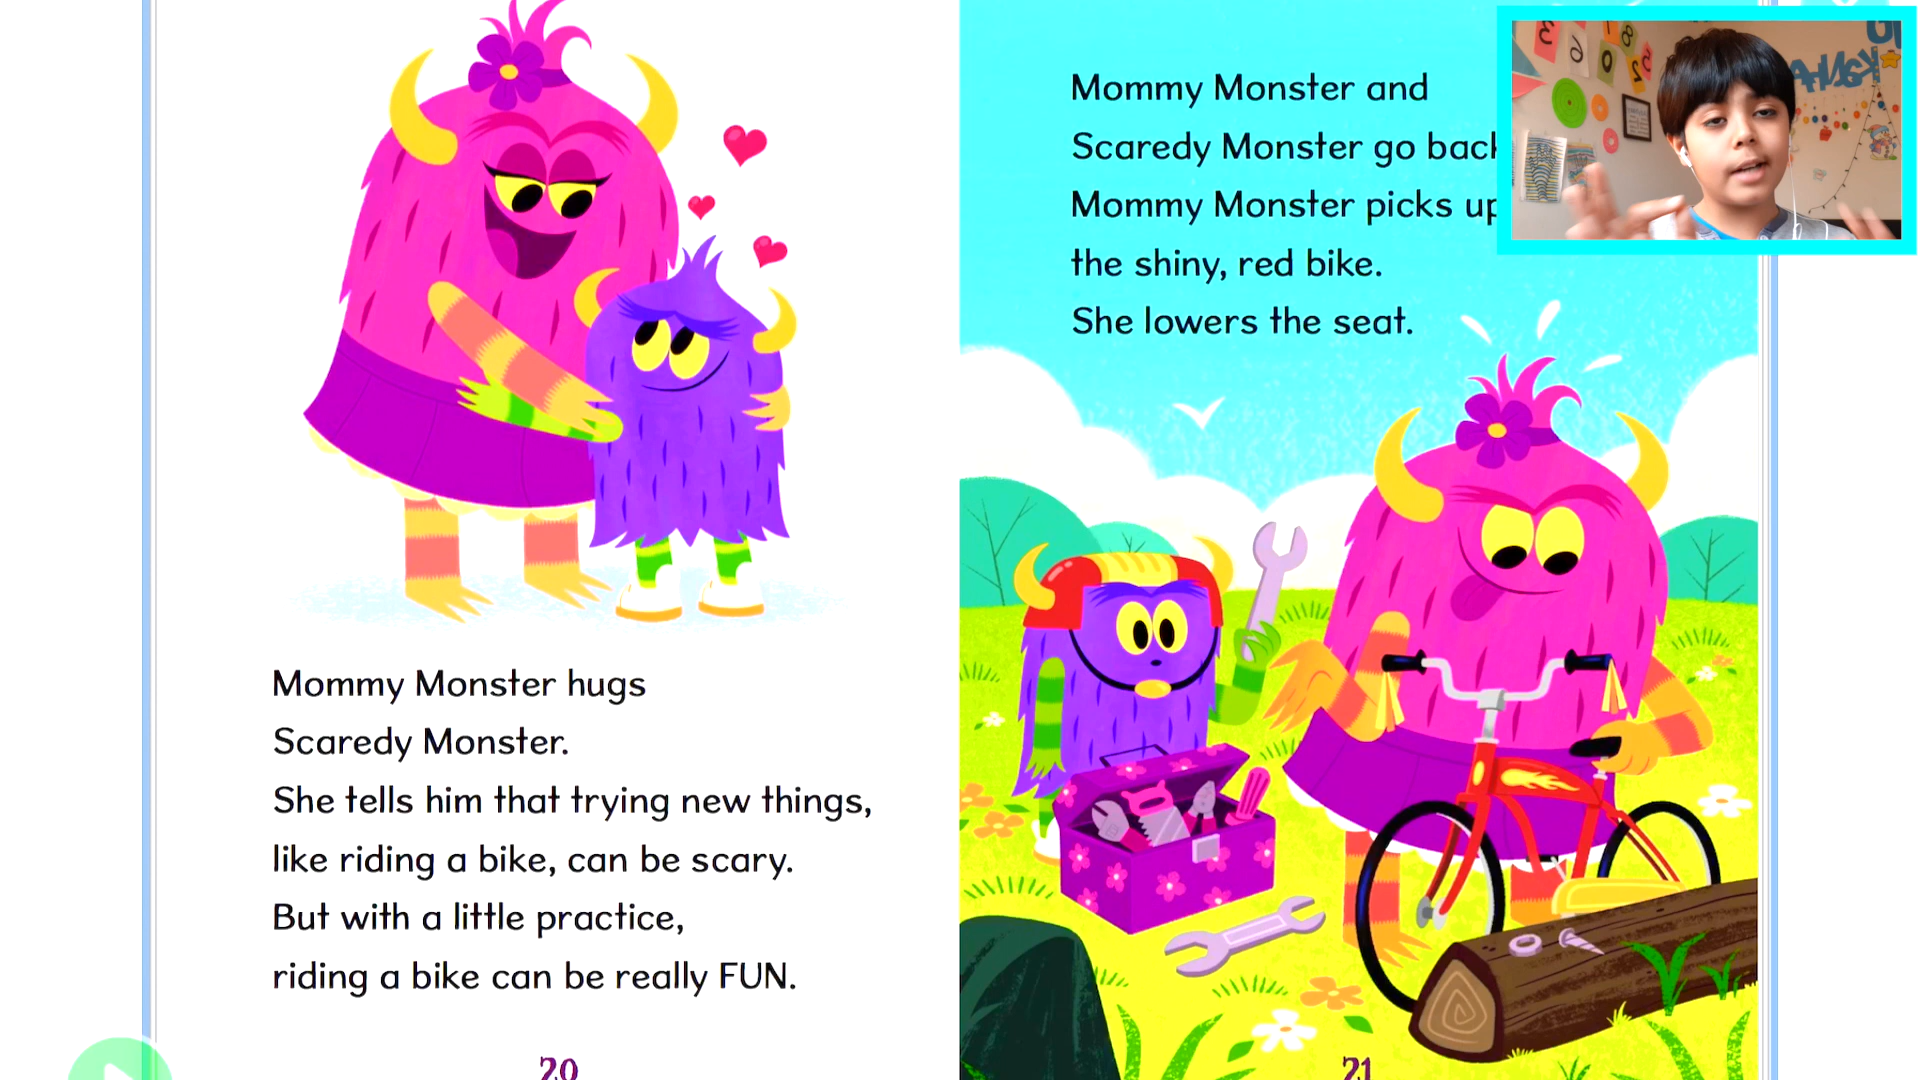 Mommy Monster hugs
Scaredy Monster.
She tells him that trying new things,
like riding a bike, can be scary.
But with a little practice,
riding a bike can be really FUN.
20
Mommy Monster and
Scaredy Monster go back
Mommy Monster picks up
the shiny, red bike.
She lowers the seat.
21